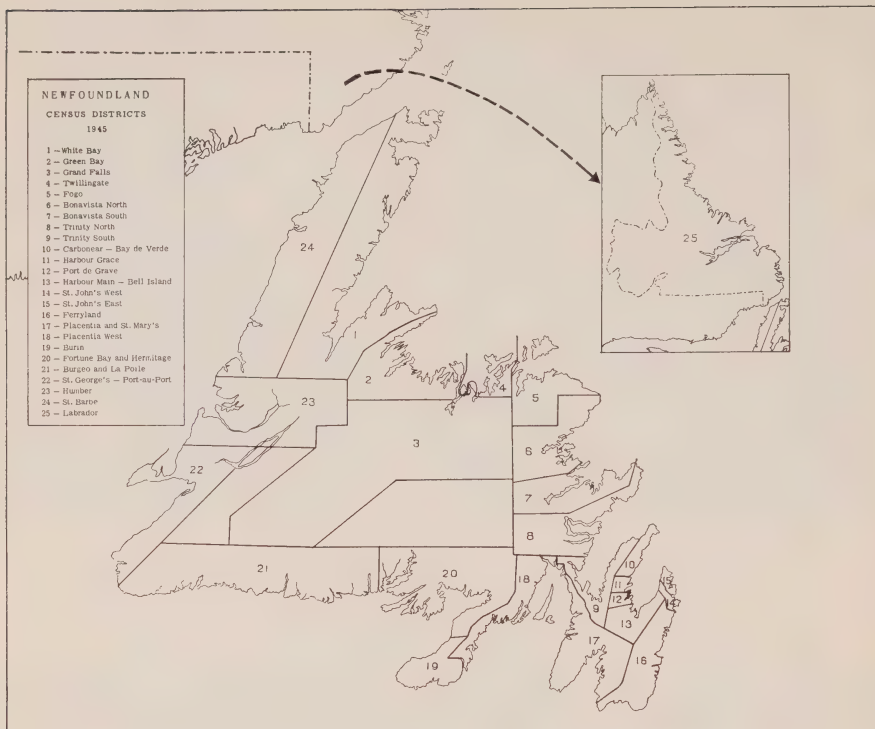 NEWFOUNDLAND
CENSUS DISTRICTS
1945
1 — White Bay
2 — Green Bay
3 — Grand Falls
4 — Twillingate
5 — Fogo
6 — Bonavista North
7 — Bonavista South
8 — Trinity North
9 — Trinity South
10 — Carbonear — Bay de Verde
11 — Harbour Grace
12 — Port de Grave
13 — Harbour Main — Bell Island
14 — St. John's West
15 — St. John's East
16 — Ferryland
17 — Placentia and St. Mary's
18 — Placentia West
19 — Burin
20 — Fortune Bay and Hermitage
21 — Burgeo and La Poile
22 — St. George's — Port-au-Port
23 — Humber
24 — St. Barbe
25 — Labrador
25
24
1
2
4
5
23
3
6
22
7
8
21
20
18
10
11
15
12
9
13
17
16
19